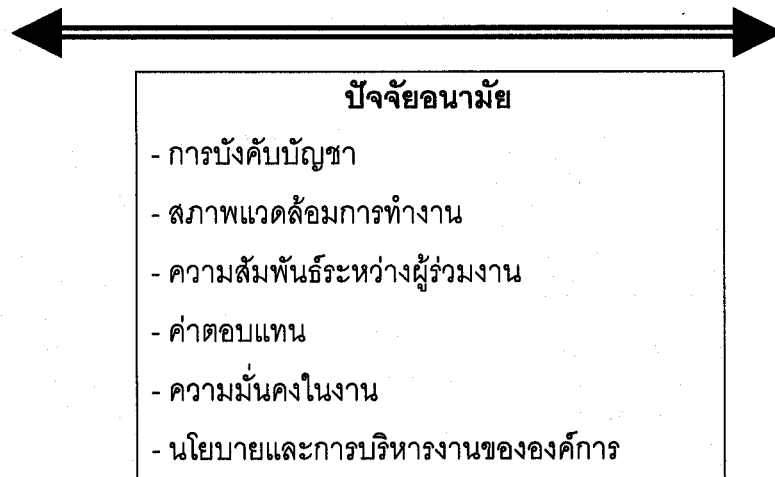 ปัจจัยอนามัย
- การบังคับบัญชา
- สภาพแวดล้อมการทำงาน
- ความสัมพันธ์ระหว่างผู้ร่วมงาน
- ค่าตอบแทน
- ความมั่นคงในงาน
- นโยบายและการบริหารงานขององค์การ